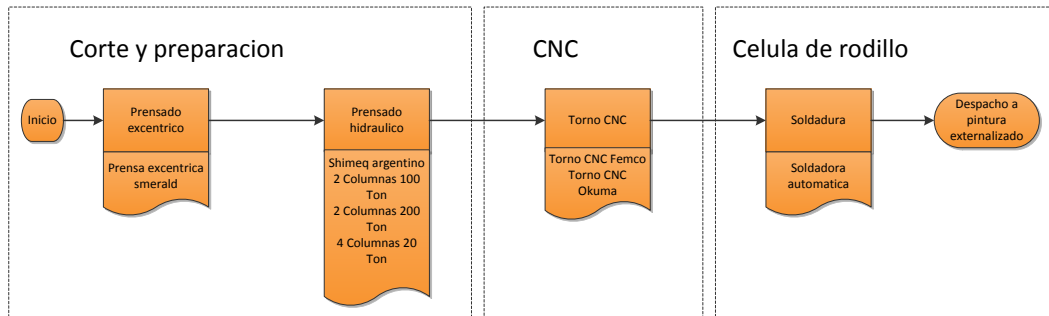 Corte y preparacion
CNC
Celula de rodillo
Inicio
Prensado
excentrico
Prensa excentrica
smerald
Prensado
hidraulico
Shimeq argentino
2 Columnas 100
Ton
2 Columnas 200
Ton
4 Columnas 20
Ton
Torno CNC
Torno CNC Femco
Torno CNC
Okuma
Soldadura
Soldadora
automatica
Despacho a
pintura
externalizado